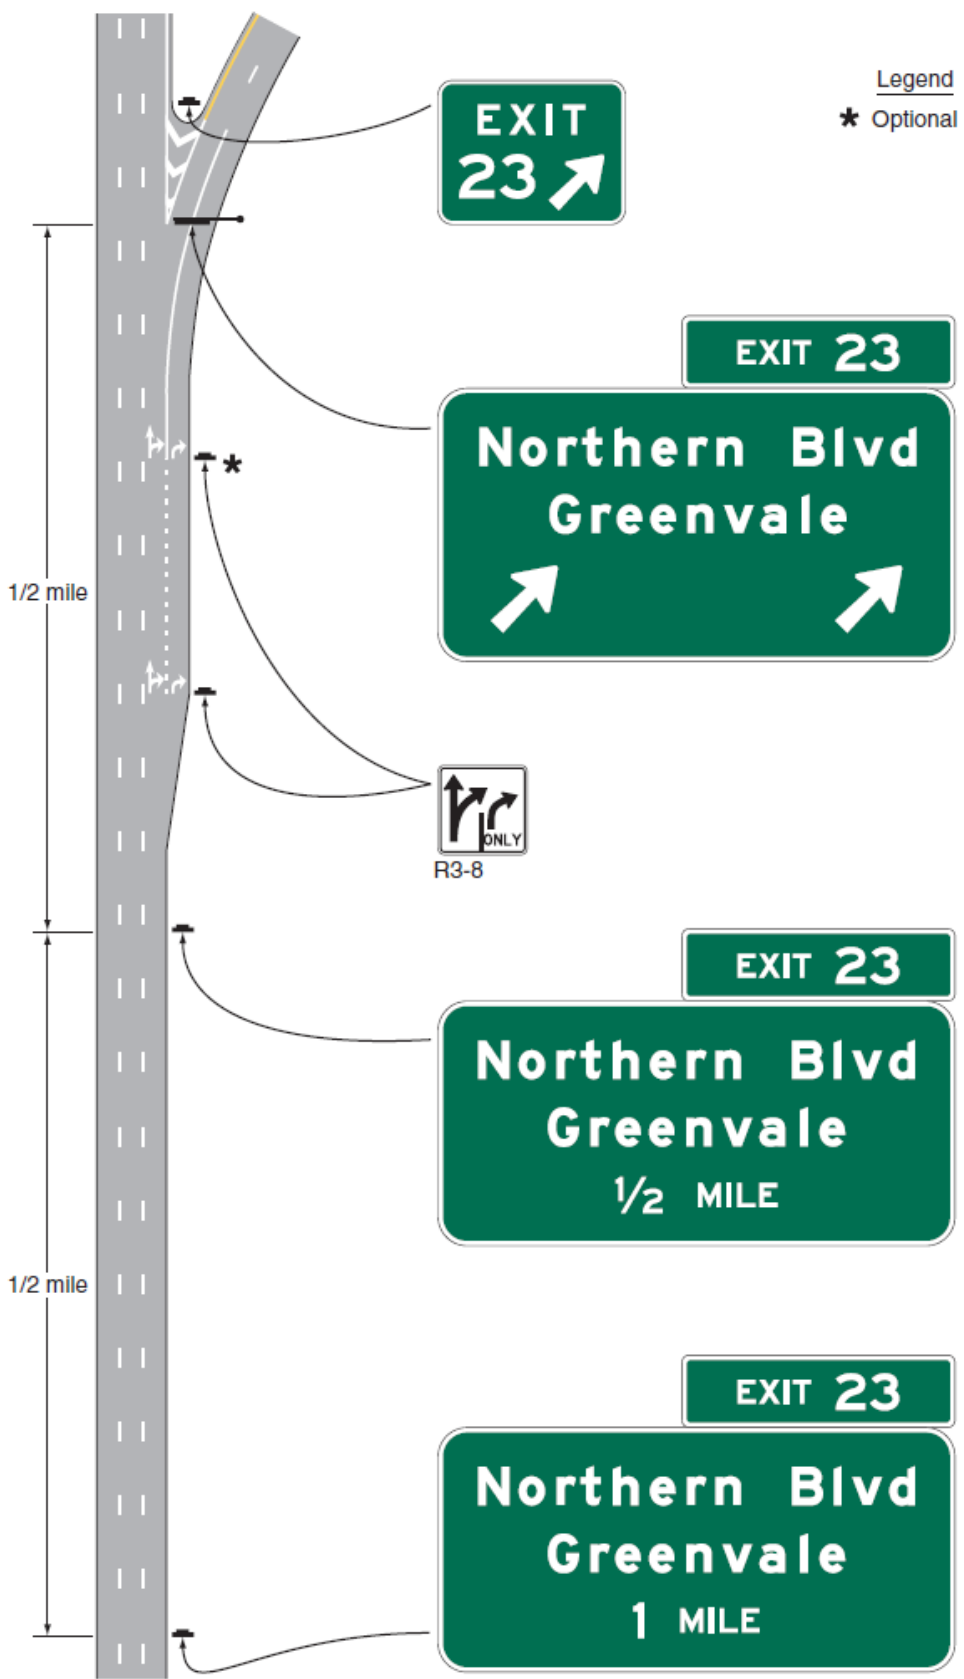 Legend
* Optional
EXIT
23
EXIT 23
Northern Blvd
Greenvale
1/2 mile
ONLY
R3-8
EXIT 23
Northern Blvd
Greenvale
1/2 MILE
1/2 mile
EXIT 23
Northern Blvd
Greenvale
1 MILE